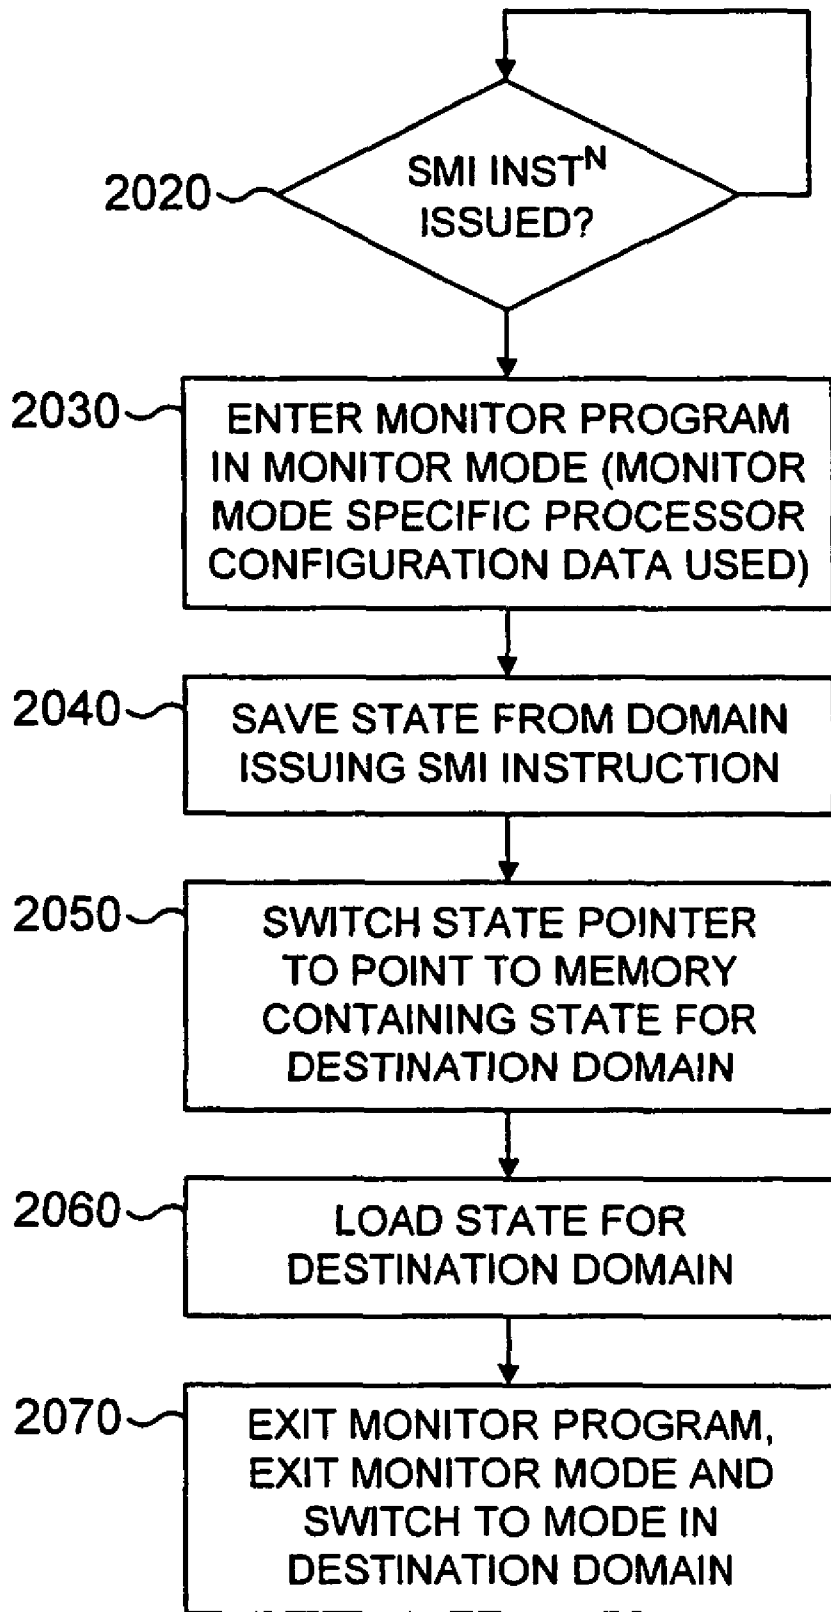 2020
SMI INSTᴺ
ISSUED?
2030
ENTER MONITOR PROGRAM
IN MONITOR MODE (MONITOR
MODE SPECIFIC PROCESSOR
CONFIGURATION DATA USED)
2040
SAVE STATE FROM DOMAIN
ISSUING SMI INSTRUCTION
2050
SWITCH STATE POINTER
TO POINT TO MEMORY
CONTAINING STATE FOR
DESTINATION DOMAIN
2060
LOAD STATE FOR
DESTINATION DOMAIN
2070
EXIT MONITOR PROGRAM,
EXIT MONITOR MODE AND
SWITCH TO MODE IN
DESTINATION DOMAIN